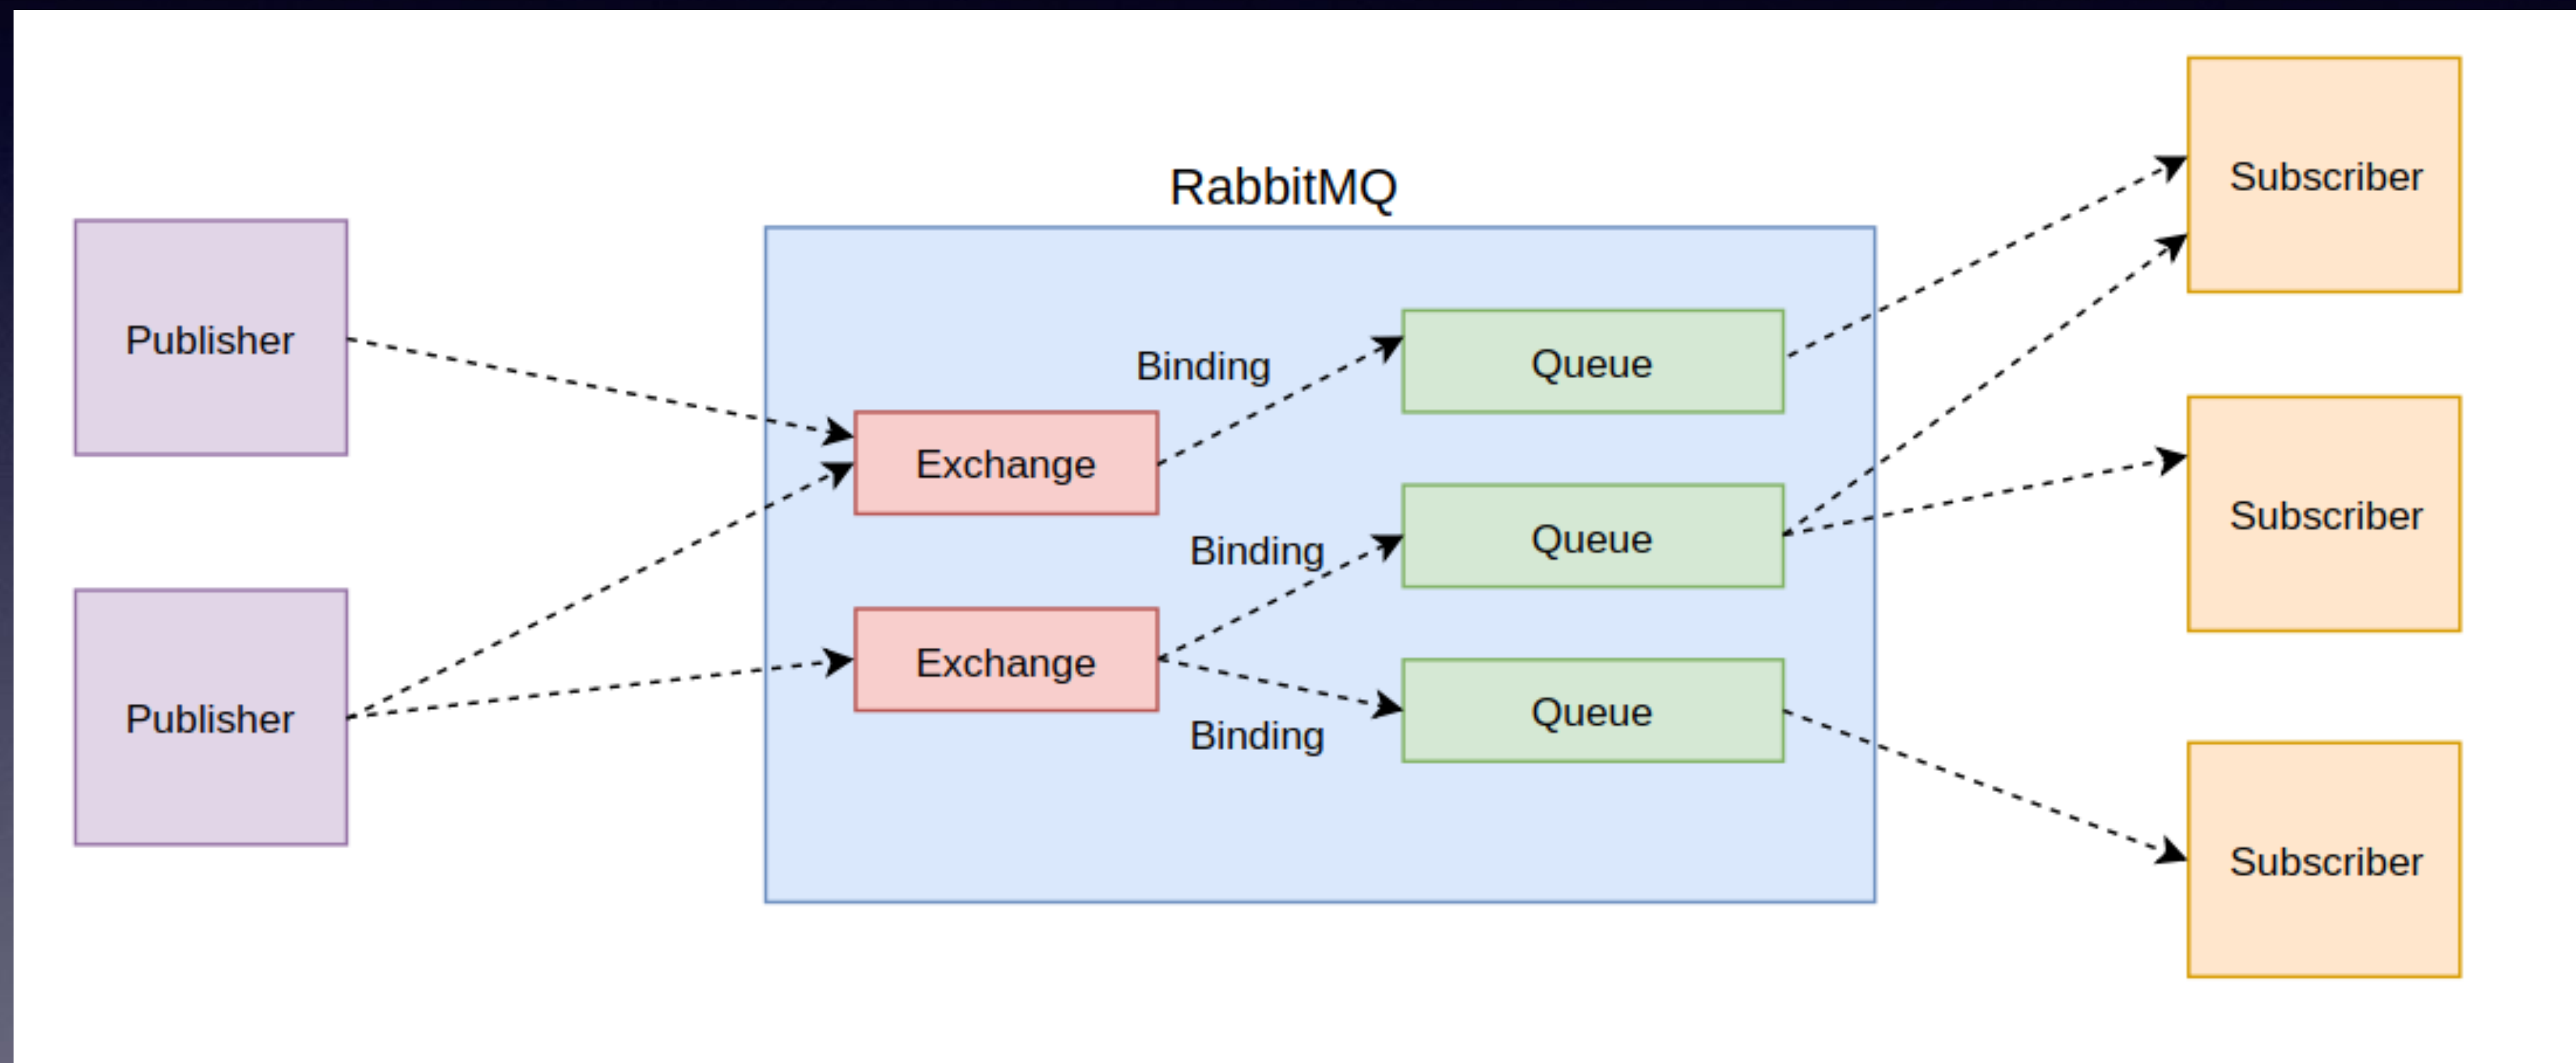 RabbitMQ
Publisher
Publisher
Exchange
Exchange
Binding
Binding
Binding
Queue
Queue
Queue
Subscriber
Subscriber
Subscriber